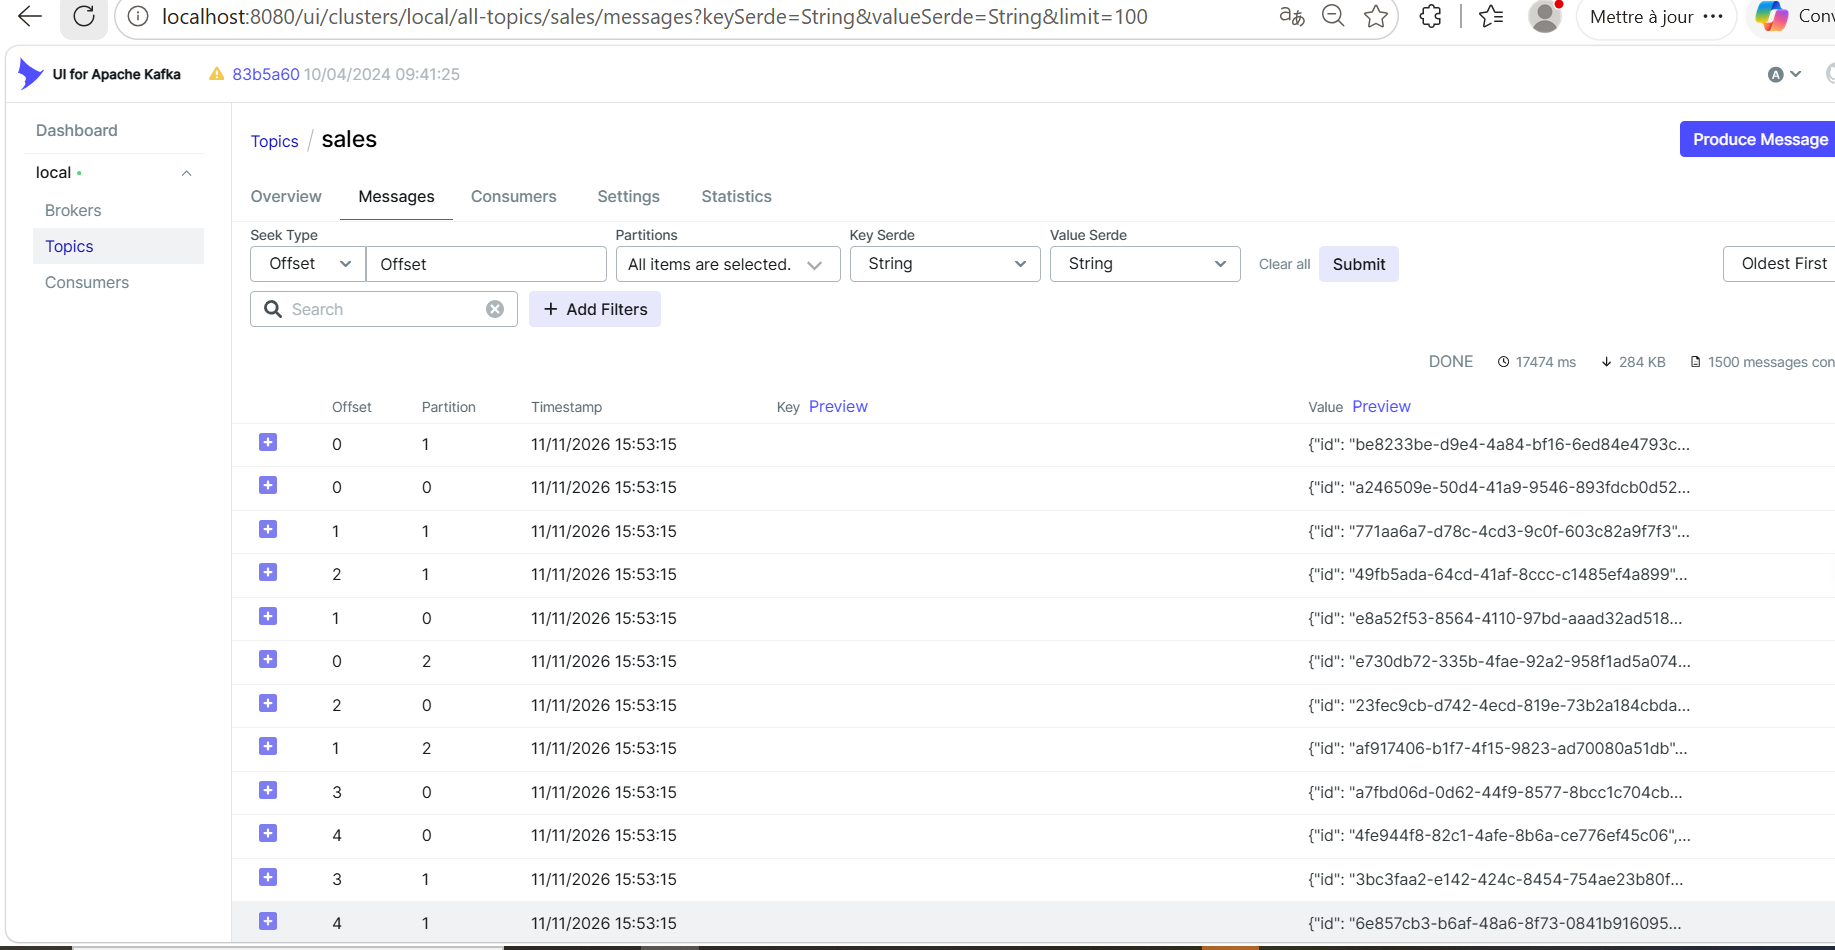 localhost:8080/ui/clusters/local/all-topics/sales/messages?keySerde=String&valueSerde=String&limit=100
Mettre à jour
UI for Apache Kafka 83b5a60 10/04/2024 09:41:25 A
Dashboard
local
Brokers
Topics
Consumers
Topics / sales
Produce Message
Overview Messages Consumers Settings Statistics
Seek Type Partitions Key Serde Value Serde
Offset Offset All items are selected. String String Clear all Submit Oldest First
Search + Add Filters
DONE 17474 ms 284 KB 1500 messages con
Offset Partition Timestamp Key Preview Value Preview
0 1 11/11/2026 15:53:15 {"id": "be8233be-d9e4-4a84-bf16-6ed84e4793c...
0 0 11/11/2026 15:53:15 {"id": "a246509e-50d4-41a9-9546-893fdcb0d52...
1 1 11/11/2026 15:53:15 {"id": "771aa6a7-d78c-4cd3-9c0f-603c82a9f7f3"...
2 1 11/11/2026 15:53:15 {"id": "49fb5ada-64cd-41af-8ccc-c1485ef4a899"...
1 0 11/11/2026 15:53:15 {"id": "e8a52f53-8564-4110-97bd-aaad32ad518...
0 2 11/11/2026 15:53:15 {"id": "e730db72-335b-4fae-92a2-958f1ad5a074...
2 0 11/11/2026 15:53:15 {"id": "23fec9cb-d742-4ecd-819e-73b2a184cbda...
1 2 11/11/2026 15:53:15 {"id": "af917406-b1f7-4f15-9823-ad70080a51db"...
3 0 11/11/2026 15:53:15 {"id": "a7fbd06d-0d62-44f9-8577-8bcc1c704cb...
4 0 11/11/2026 15:53:15 {"id": "4fe944f8-82c1-4afe-8b6a-ce776ef45c06",...
3 1 11/11/2026 15:53:15 {"id": "3bc3faa2-e142-424c-8454-754ae23b80f...
4 1 11/11/2026 15:53:15 {"id": "6e857cb3-b6af-48a6-8f73-0841b916095...